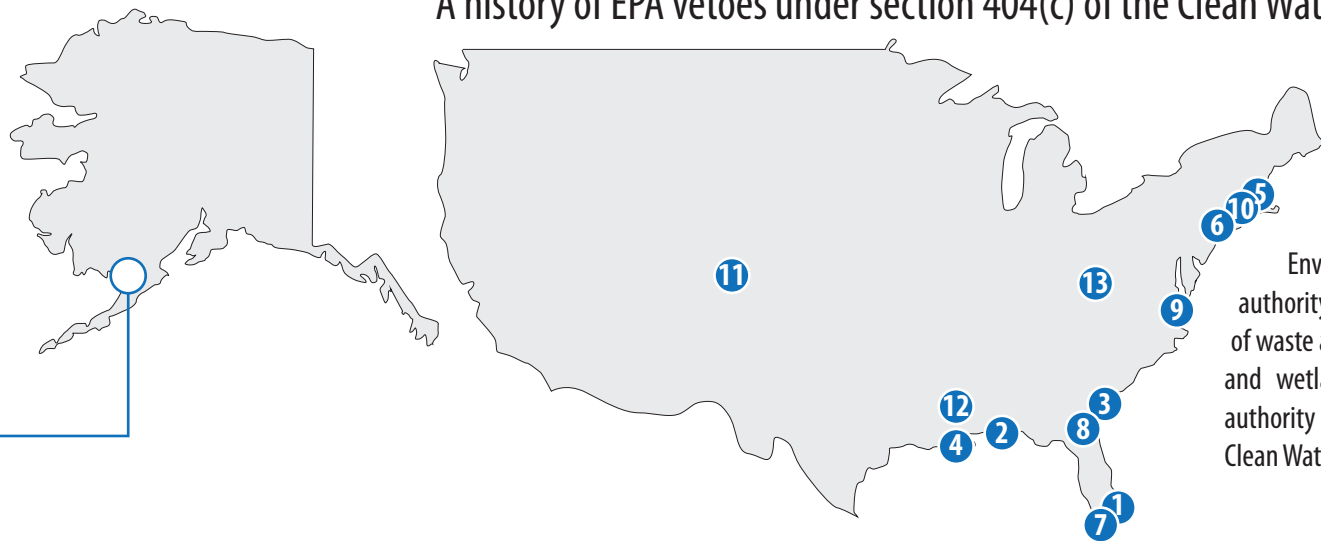 A history of EPA vetoes under section 404(c) of the Clean Wat
5
10
6
11
13
9
Env
authority
of waste a
and wetla
authority
Clean Wat
12
3
4
2
8
1
7